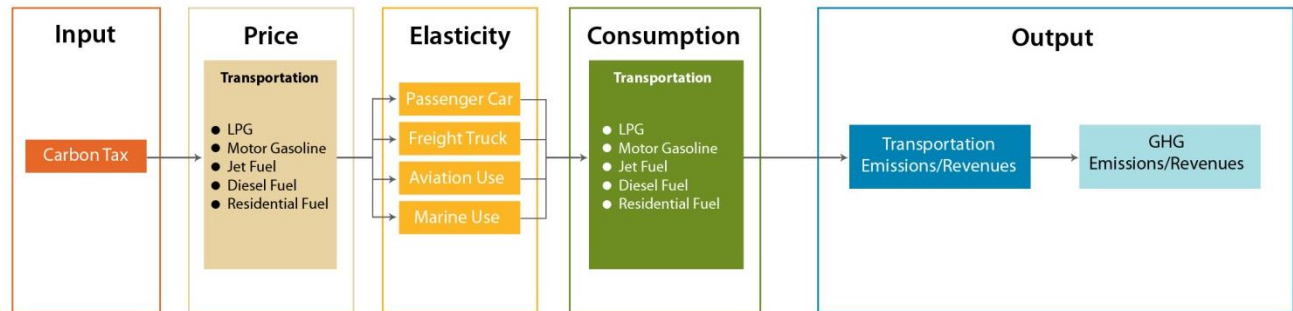 Input
Carbon Tax
Price
Transportation
LPG
Motor Gasoline
Jet Fuel
Diesel Fuel
Residential Fuel
Elasticity
Passenger Car
Freight Truck
Aviation Use
Marine Use
Consumption
Transportation
LPG
Motor Gasoline
Jet Fuel
Diesel Fuel
Residential Fuel
Output
Transportation
Emissions/Revenues
GHG
Emissions/Revenues